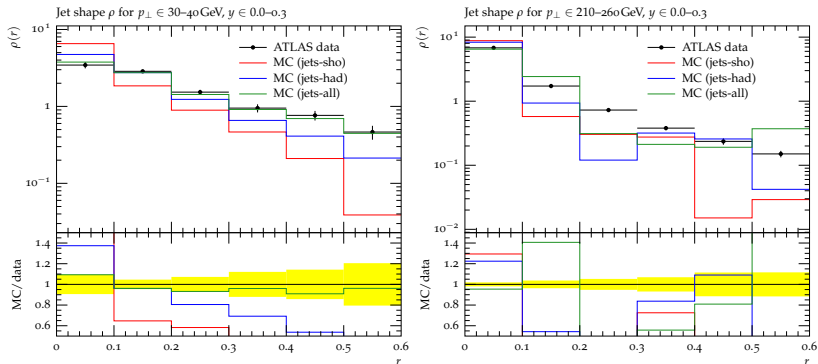 Jet shape ρ for p⊥ ∈ 30–40 GeV, y ∈ 0.0–0.3
ρ(r)
10¹
1
10⁻¹
ATLAS data
MC (jets-sho)
MC (jets-had)
MC (jets-all)
MC/data
1.4
1.2
1
0.8
0.6
0 0.1 0.2 0.3 0.4 0.5 0.6
r
Jet shape ρ for p⊥ ∈ 210–260 GeV, y ∈ 0.0–0.3
ρ(r)
10¹
1
10⁻¹
10⁻²
ATLAS data
MC (jets-sho)
MC (jets-had)
MC (jets-all)
MC/data
1.4
1.2
1
0.8
0.6
0 0.1 0.2 0.3 0.4 0.5 0.6
r